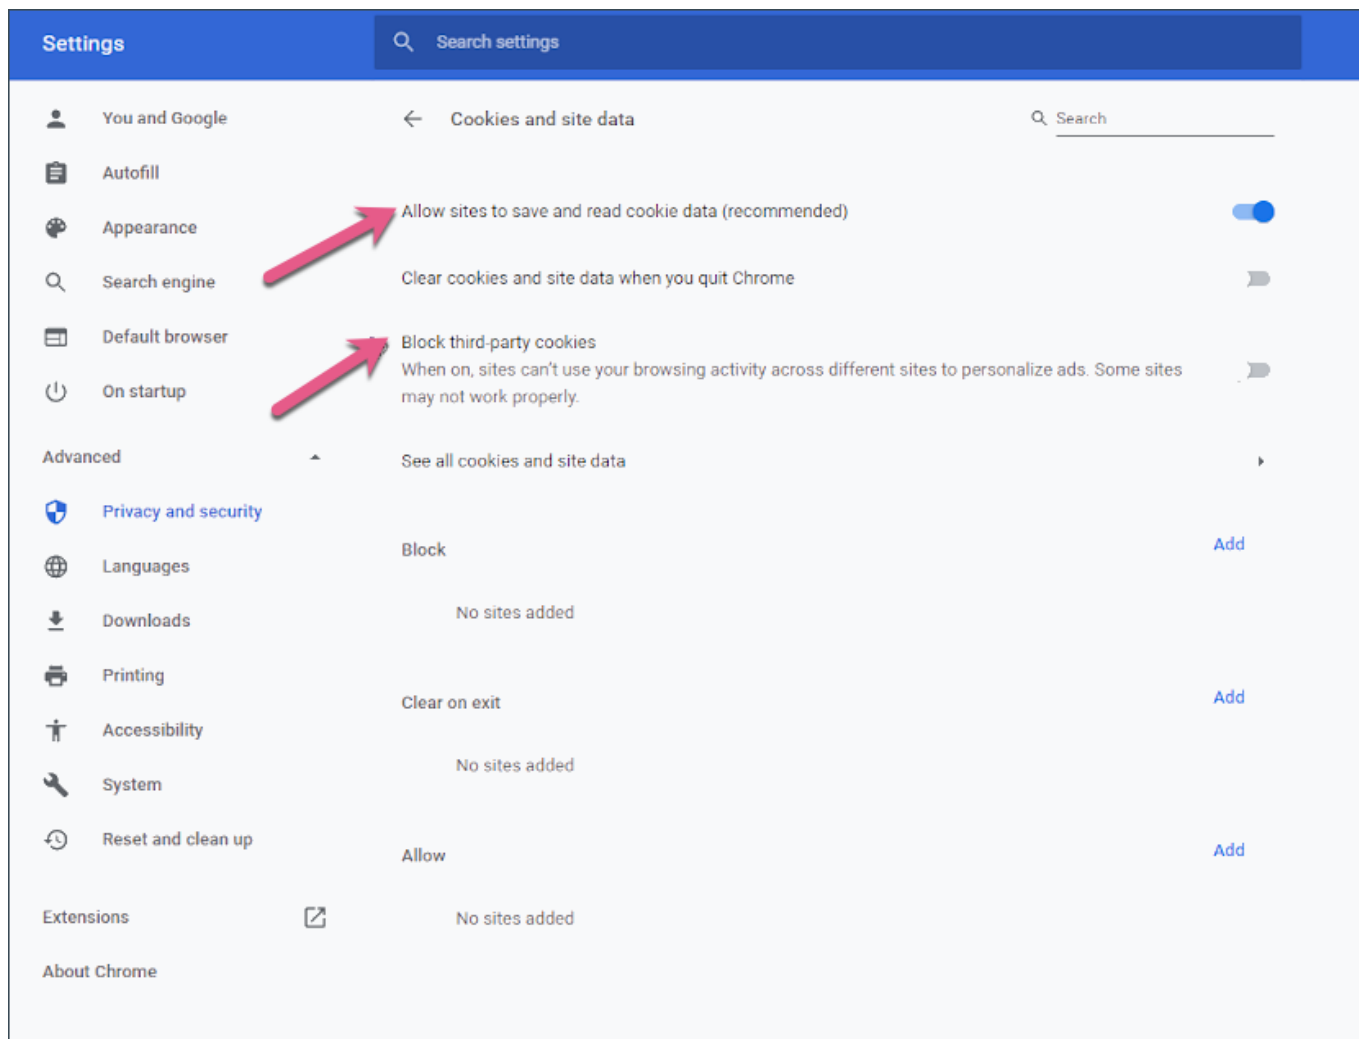 Settings
Search settings
You and Google
Autofill
Appearance
Search engine
Default browser
On startup
Advanced
Privacy and security
Languages
Downloads
Printing
Accessibility
System
Reset and clean up
Extensions
About Chrome
Cookies and site data
Search
Allow sites to save and read cookie data (recommended)
Clear cookies and site data when you quit Chrome
Block third-party cookies
When on, sites can't use your browsing activity across different sites to personalize ads. Some sites
may not work properly.
See all cookies and site data
Block
Add
No sites added
Clear on exit
Add
No sites added
Allow
Add
No sites added